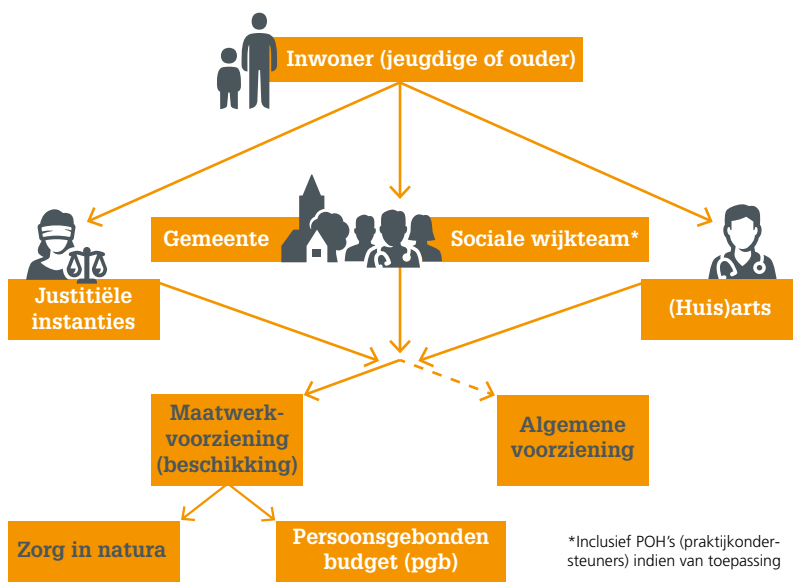 Inwoner (jeugdige of ouder)
Gemeente
Sociale wijkteam*
Justitiële
instanties
(Huis)arts
Maatwerk-
voorziening
(beschikking)
Algemene
voorziening
Zorg in natura
Persoonsgebonden
budget (pgb)
*Inclusief POH's (praktijkonder-
steuners) indien van toepassing